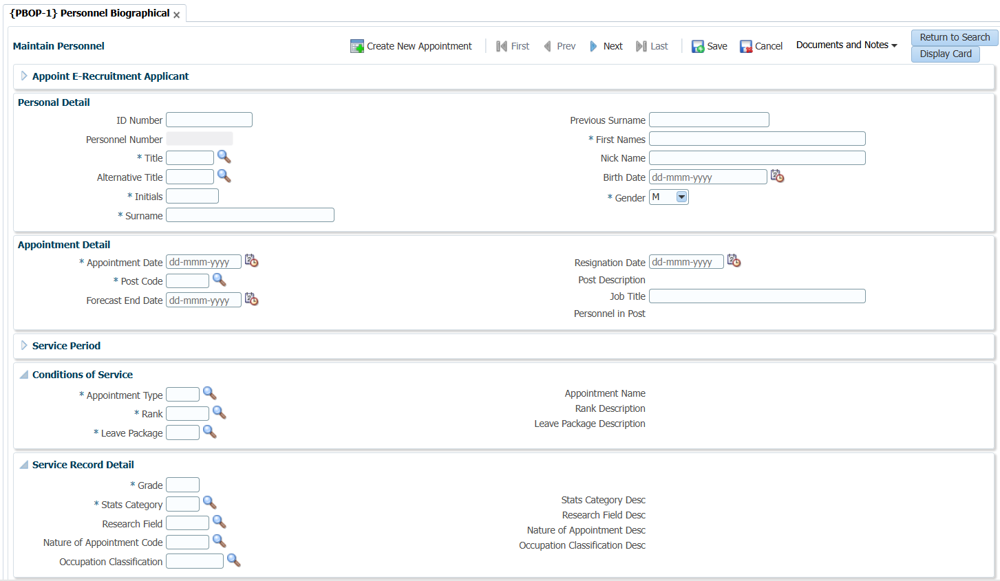 {PBOP-1} Personnel Biographical x
Maintain Personnel
Create New Appointment
First
Prev
Next
Last
Save
Cancel
Documents and Notes
Return to Search
Display Card
Appoint E-Recruitment Applicant
Personal Detail
ID Number
Personnel Number
* Title
Alternative Title
* Initials
* Surname
Previous Surname
* First Names
Nick Name
Birth Date dd-mmm-yyyy
* Gender M
Appointment Detail
* Appointment Date dd-mmm-yyyy
* Post Code
Forecast End Date dd-mmm-yyyy
Resignation Date dd-mmm-yyyy
Post Description
Job Title
Personnel in Post
Service Period
Conditions of Service
* Appointment Type
* Rank
* Leave Package
Appointment Name
Rank Description
Leave Package Description
Service Record Detail
* Grade
* Stats Category
Research Field
Nature of Appointment Code
Occupation Classification
Stats Category Desc
Research Field Desc
Nature of Appointment Desc
Occupation Classification Desc